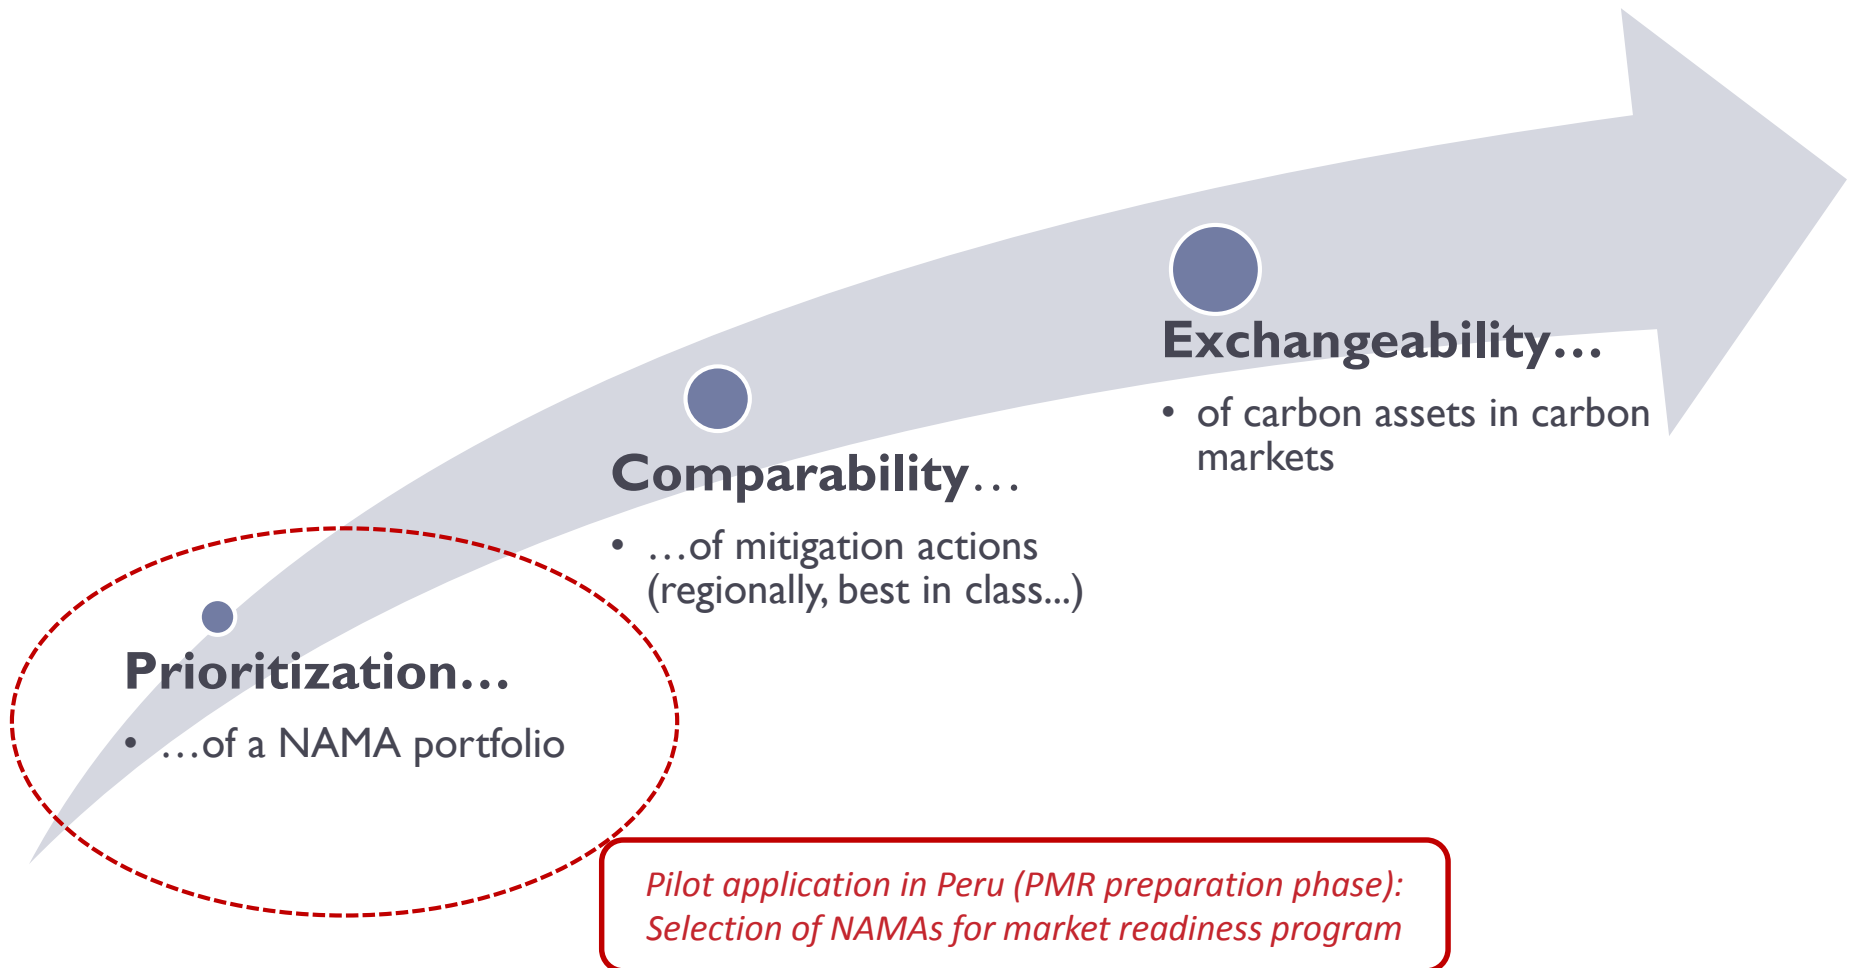 Exchangeability…
• of carbon assets in carbon
markets
Comparability…
• …of mitigation actions
(regionally, best in class...)
Prioritization…
• …of a NAMA portfolio
Pilot application in Peru (PMR preparation phase):
Selection of NAMAs for market readiness program